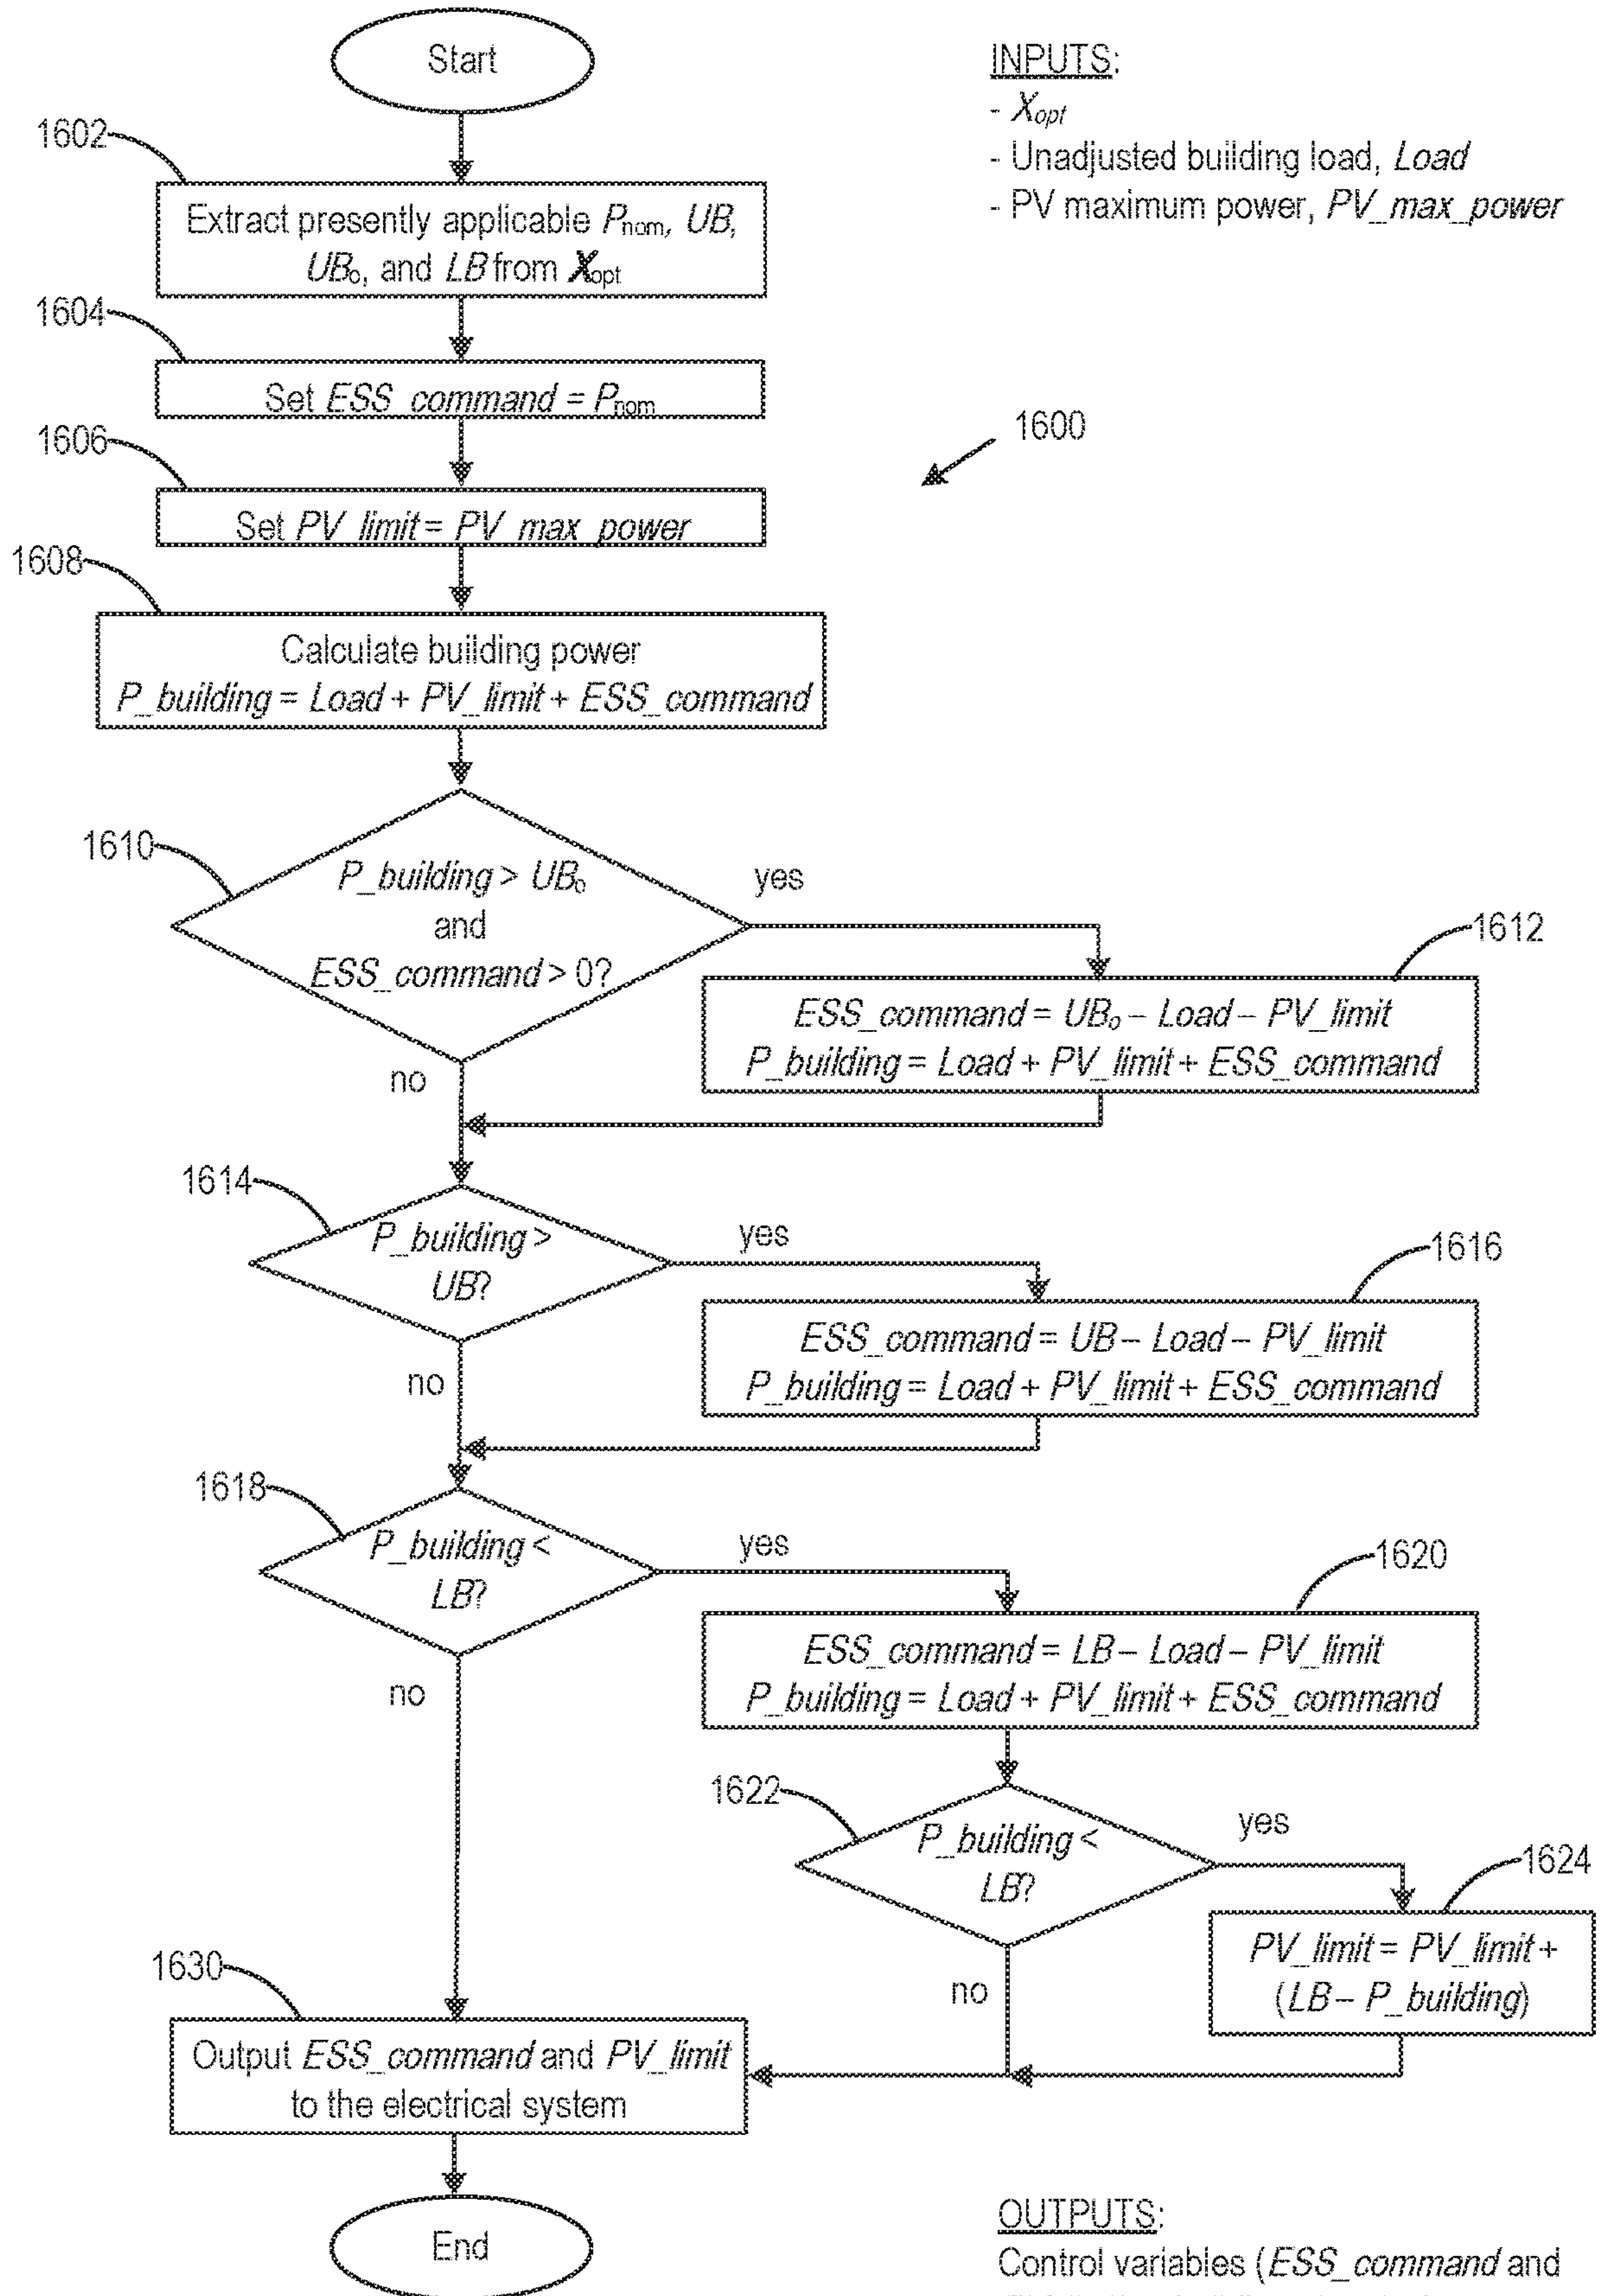 Start
INPUTS:
- Xopt
- Unadjusted building load, Load
- PV maximum power, PV_max_power
1602
Extract presently applicable Pnom, UB,
UB₀, and LB from Xopt
1604
Set ESS_command = Pnom
1600
1606
Set PV_limit = PV_max_power
1608
Calculate building power
P_building = Load + PV_limit + ESS_command
1610
P_building > UB₀
and
ESS_command > 0?
yes
no
1612
ESS_command = UB₀ – Load – PV_limit
P_building = Load + PV_limit + ESS_command
1614
P_building >
UB?
yes
no
1616
ESS_command = UB – Load – PV_limit
P_building = Load + PV_limit + ESS_command
1618
P_building <
LB?
yes
no
1620
ESS_command = LB – Load – PV_limit
P_building = Load + PV_limit + ESS_command
1622
P_building <
LB?
yes
no
1624
PV_limit = PV_limit +
(LB – P_building)
1630
Output ESS_command and PV_limit
to the electrical system
End
OUTPUTS:
Control variables (ESS_command and